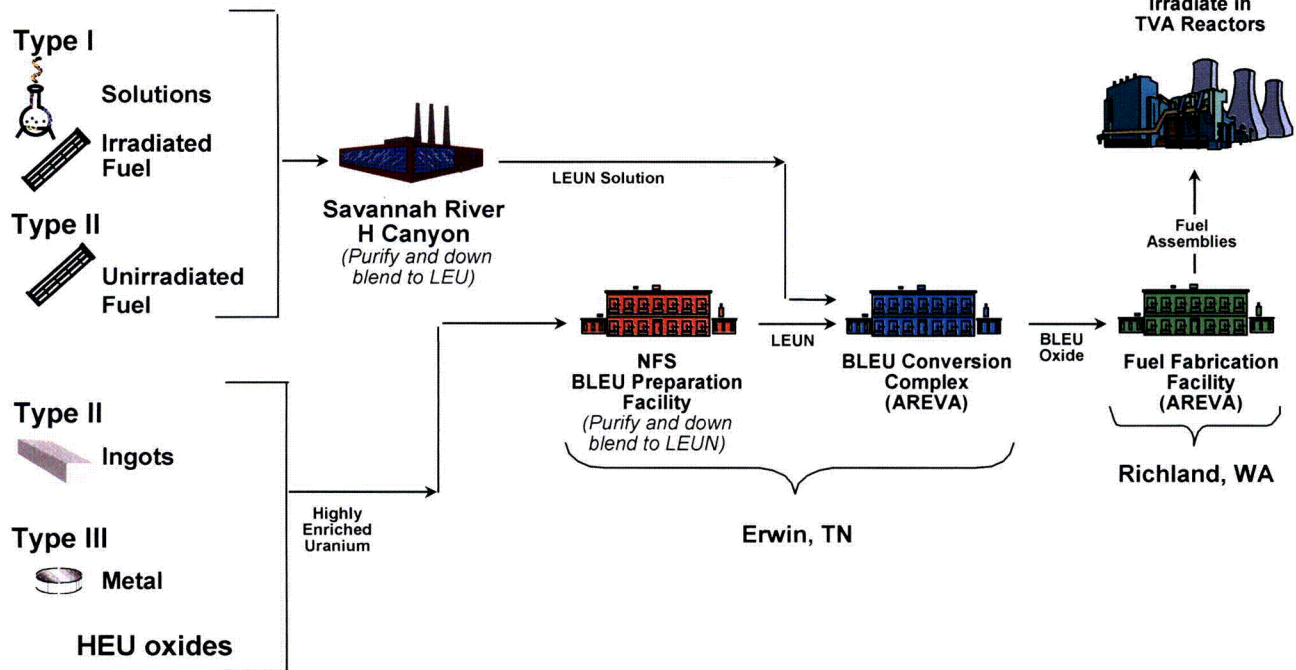 Irradiate in
TVA Reactors
Type I
Solutions
Irradiated
Fuel
Type II
Unirradiated
Fuel
Savannah River
H Canyon
(Purify and down
blend to LEU)
LEUN Solution
Fuel
Assemblies
NFS
BLEU Preparation
Facility
(Purify and down
blend to LEUN)
LEUN
BLEU Conversion
Complex
(AREVA)
BLEU
Oxide
Fuel Fabrication
Facility
(AREVA)
Type II
Ingots
Highly
Enriched
Uranium
Erwin, TN
Richland, WA
Type III
Metal
HEU oxides